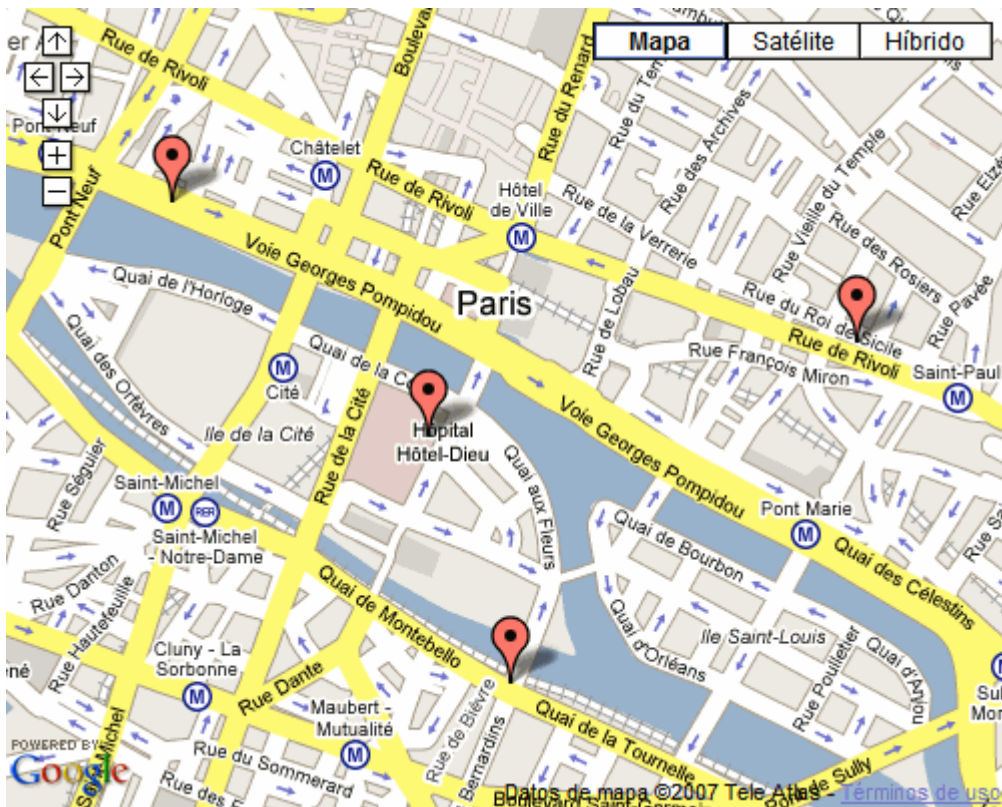 Mapa
Satélite
Híbrido
Rue de Rivoli
Pont Neuf
Pont Neuf
Châtelet
Rue de Rivoli
Hôtel
de Ville
Rue du Renard
Rue des Archives
Rue de la Verrerie
Rue Vieille du Temple
Rue des Rosiers
Rue Pavée
Rue du Roi de Sicile
Rue de Rivoli
Saint-Paul
Rue François Miron
Rue de Lobau
Voie Georges Pompidou
Paris
Quai de l'Horloge
Quai des Orfèvres
Quai de la
Cité
Ile de la Cité
Rue de la Cité
Hôpital
Hôtel-Dieu
Quai aux Fleurs
Voie Georges Pompidou
Pont Marie
Quai des Célestins
Quai de Bourbon
Ile Saint-Louis
Quai d'Orléans
Rue Poulletier
Quai d'Anjou
Rue Séguier
Saint-Michel
RER
Saint-Michel
- Notre-Dame
Rue Danton
Rue Hautefeuille
Cluny - La
Sorbonne
Rue Dante
Quai de Montebello
Maubert -
Mutualité
Rue de Bièvre
Bernardins
Quai de la Tournelle
Rue du Sommerard
Michel
de Sully
POWERED BY
Google
Datos de mapa ©2007 Tele Atlas - Términos de uso